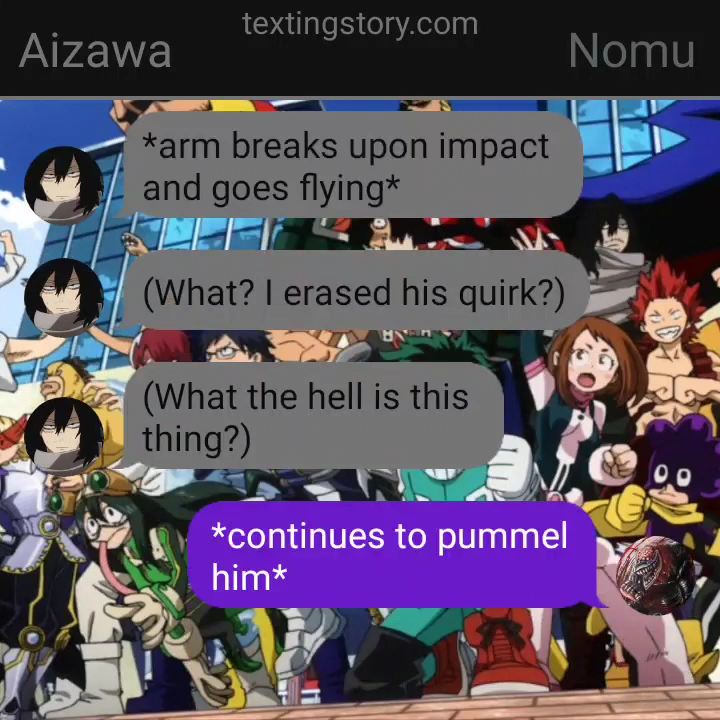 textingstory.com
Aizawa
Nomu
*arm breaks upon impact
and goes flying*
(What? I erased his quirk?)
(What the hell is this
thing?)
*continues to pummel
him*